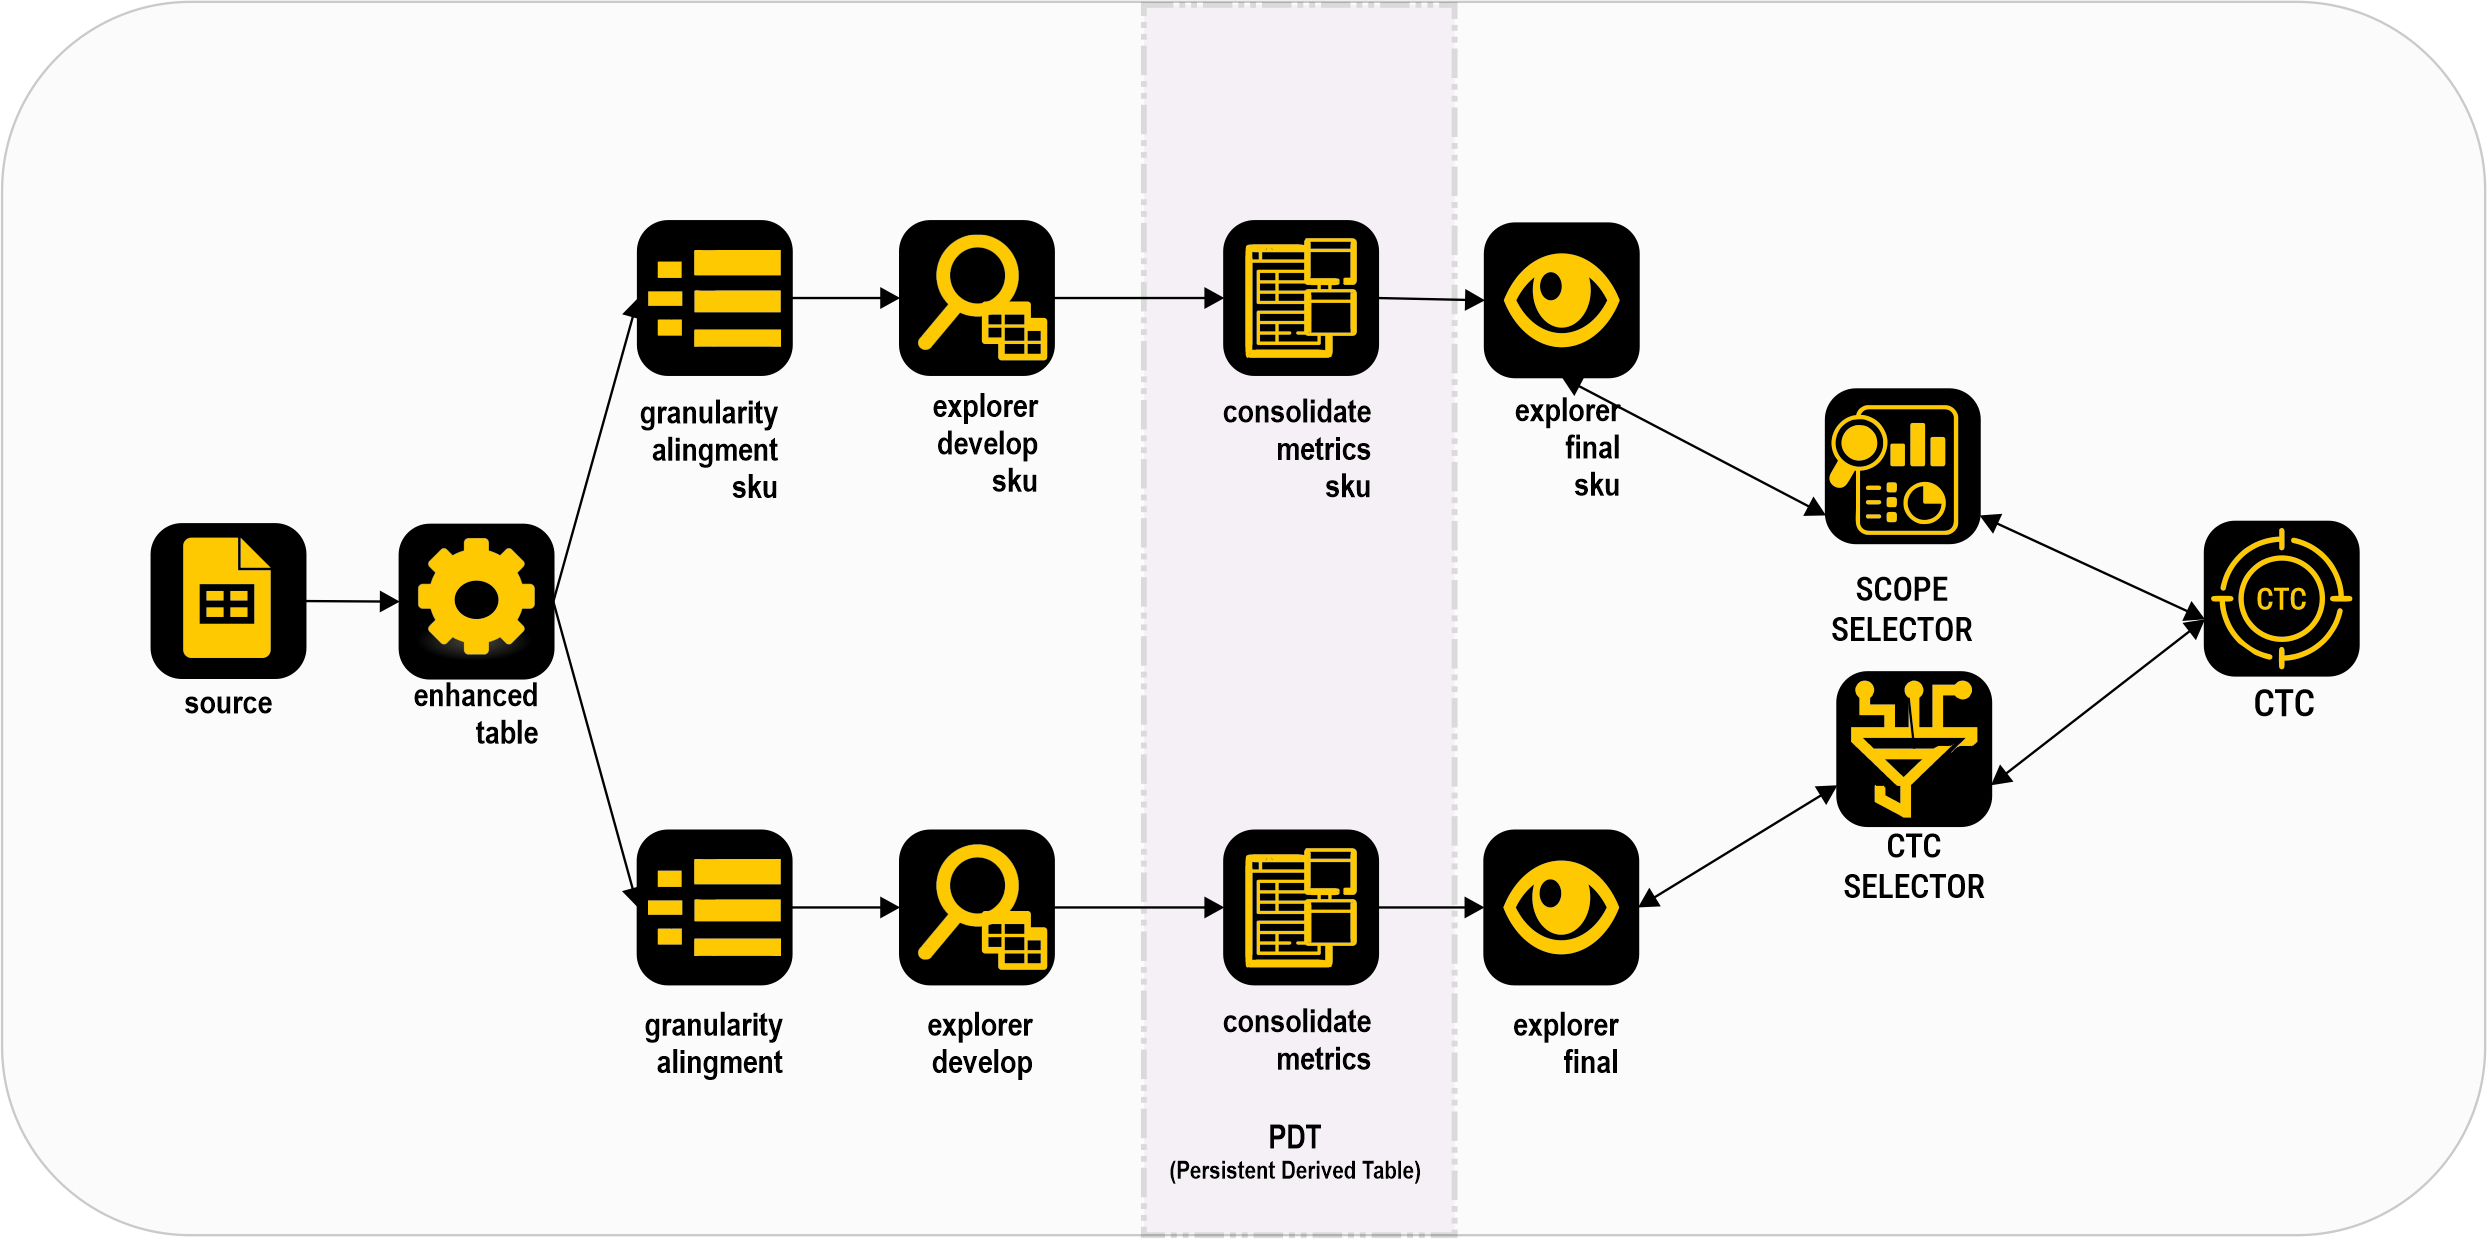 granularity
alingment
sku
explorer
develop
sku
consolidate
metrics
sku
explorer
final
sku
SCOPE
SELECTOR
source
enhanced
table
CTC
CTC
CTC
SELECTOR
granularity
alingment
explorer
develop
consolidate
metrics
explorer
final
PDT
(Persistent Derived Table)